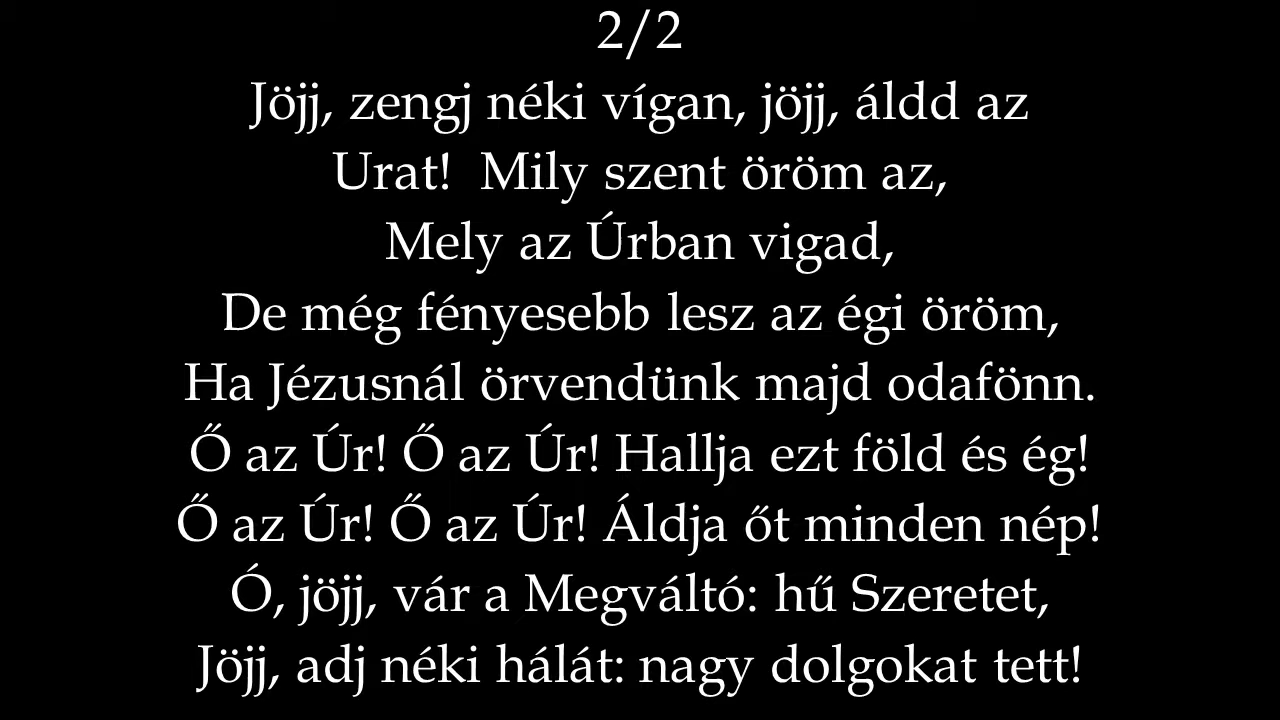 2/2
Jöjj, zengj néki vígan, jöjj, áldd az
Urat!  Mily szent öröm az,
Mely az Úrban vigad,
De még fényesebb lesz az égi öröm,
Ha Jézusnál örvendünk majd odafönn.
Ő az Úr! Ő az Úr! Hallja ezt föld és ég!
Ő az Úr! Ő az Úr! Áldja őt minden nép!
Ó, jöjj, vár a Megváltó: hű Szeretet,
Jöjj, adj néki hálát: nagy dolgokat tett!